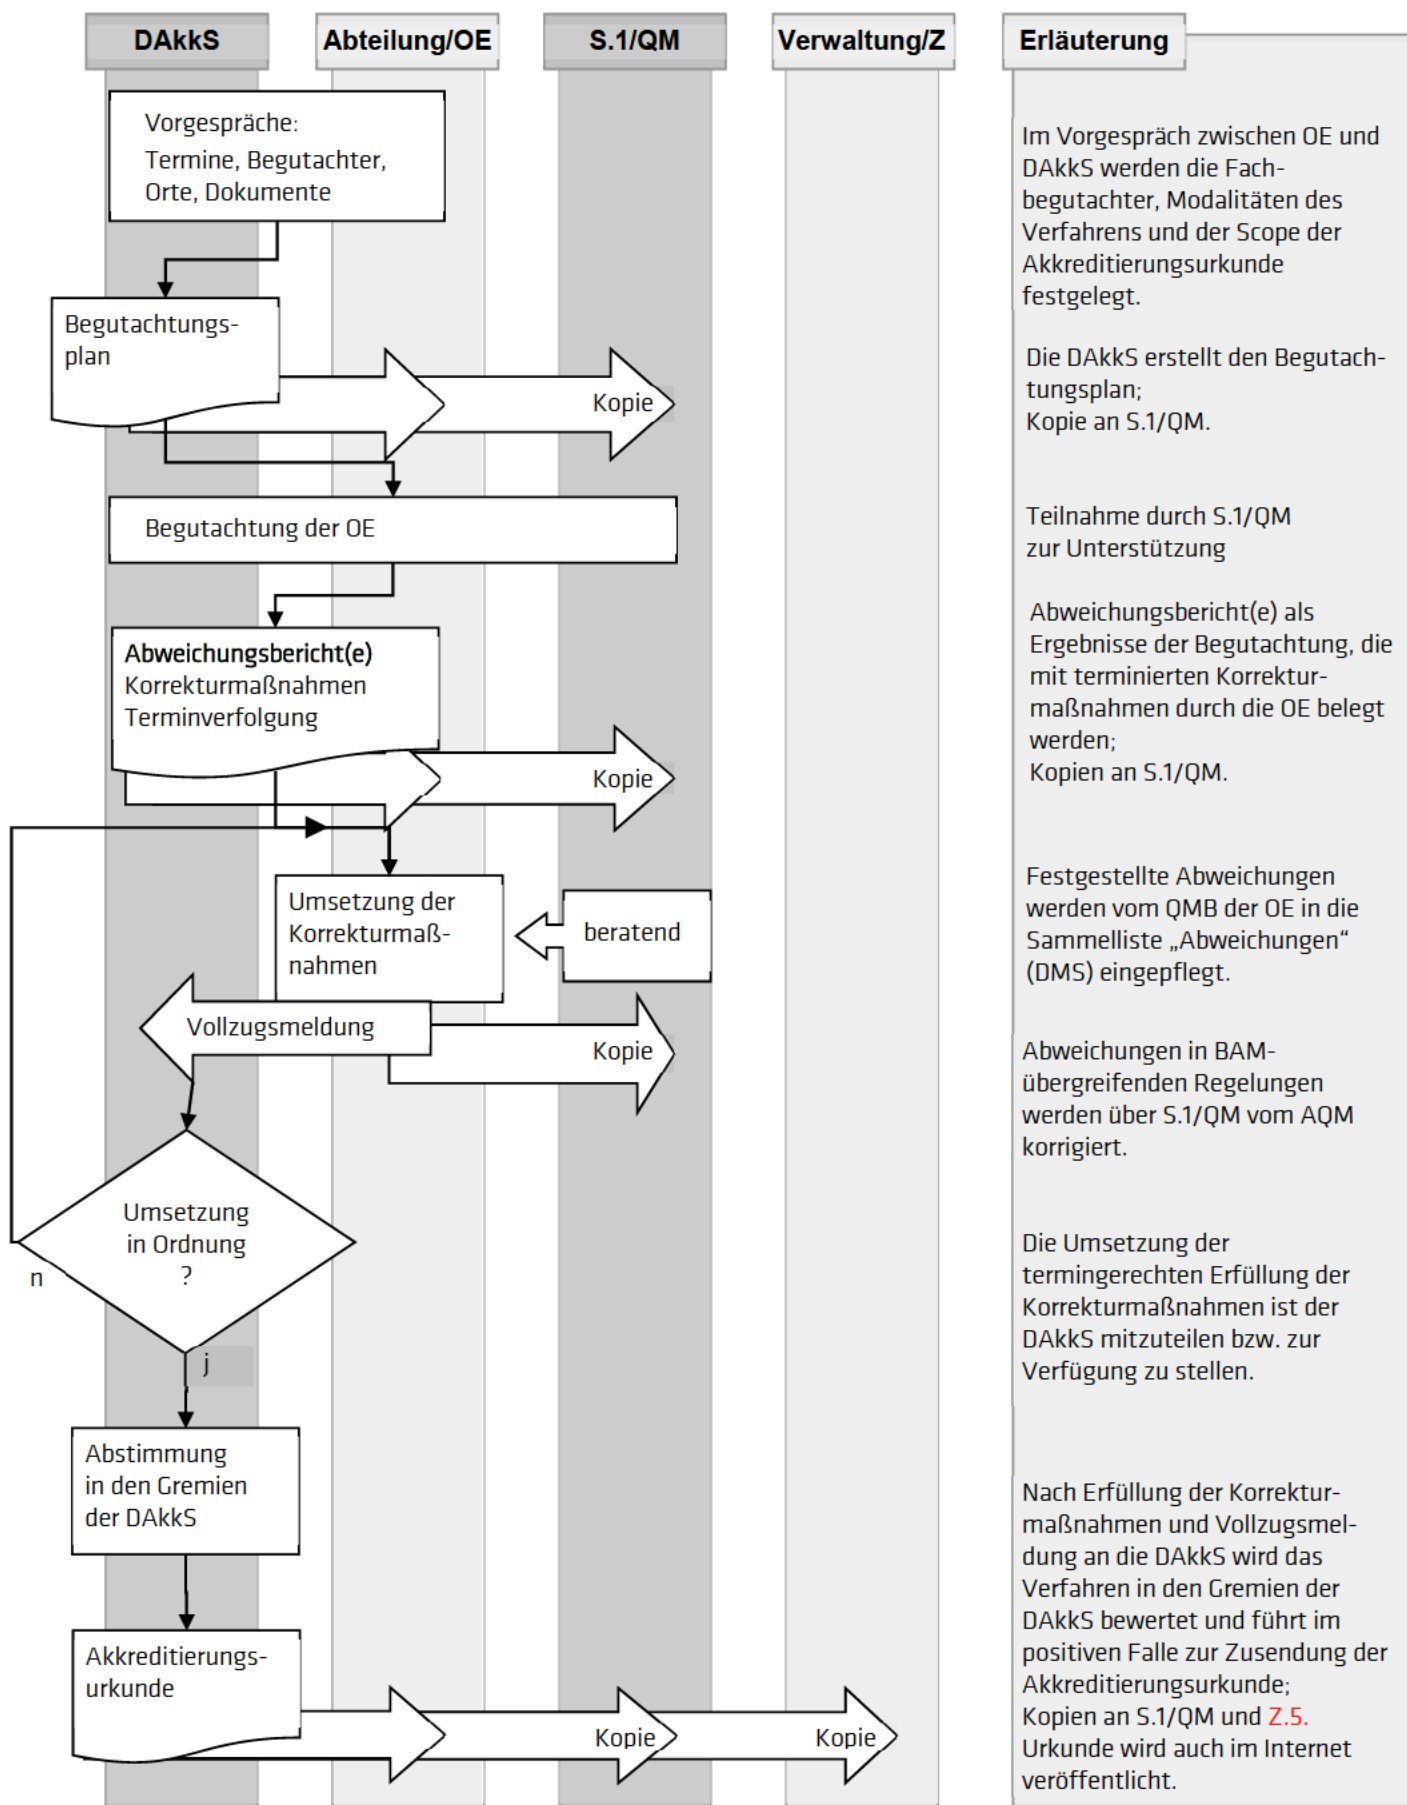 DAkkS
Abteilung/OE
S.1/QM
Verwaltung/Z
Erläuterung
Vorgespräche:
Termine, Begutachter,
Orte, Dokumente
Im Vorgespräch zwischen OE und
DAkkS werden die Fach-
begutachter, Modalitäten des
Verfahrens und der Scope der
Akkreditierungsurkunde
festgelegt.
Begutachtungs-
plan
Kopie
Die DAkkS erstellt den Begutach-
tungsplan;
Kopie an S.1/QM.
Begutachtung der OE
Teilnahme durch S.1/QM
zur Unterstützung
Abweichungsbericht(e)
Korrekturmaßnahmen
Terminverfolgung
Kopie
Abweichungsbericht(e) als
Ergebnisse der Begutachtung, die
mit terminierten Korrektur-
maßnahmen durch die OE belegt
werden;
Kopien an S.1/QM.
Umsetzung der
Korrekturmaß-
nahmen
beratend
Festgestellte Abweichungen
werden vom QMB der OE in die
Sammelliste „Abweichungen“
(DMS) eingepflegt.
Vollzugsmeldung
Kopie
Abweichungen in BAM-
übergreifenden Regelungen
werden über S.1/QM vom AQM
korrigiert.
Umsetzung
in Ordnung
?
n
j
Die Umsetzung der
termingerechten Erfüllung der
Korrekturmaßnahmen ist der
DAkkS mitzuteilen bzw. zur
Verfügung zu stellen.
Abstimmung
in den Gremien
der DAkkS
Akkreditierungs-
urkunde
Kopie
Kopie
Nach Erfüllung der Korrektur-
maßnahmen und Vollzugsmel-
dung an die DAkkS wird das
Verfahren in den Gremien der
DAkkS bewertet und führt im
positiven Falle zur Zusendung der
Akkreditierungsurkunde;
Kopien an S.1/QM und Z.5.
Urkunde wird auch im Internet
veröffentlicht.